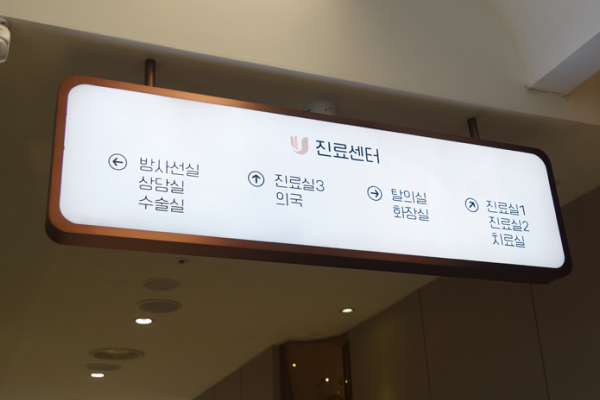 진료센터
← 방사선실
상담실
수술실
↑ 진료실3
의국
→ 탈의실
화장실
↗ 진료실1
진료실2
치료실